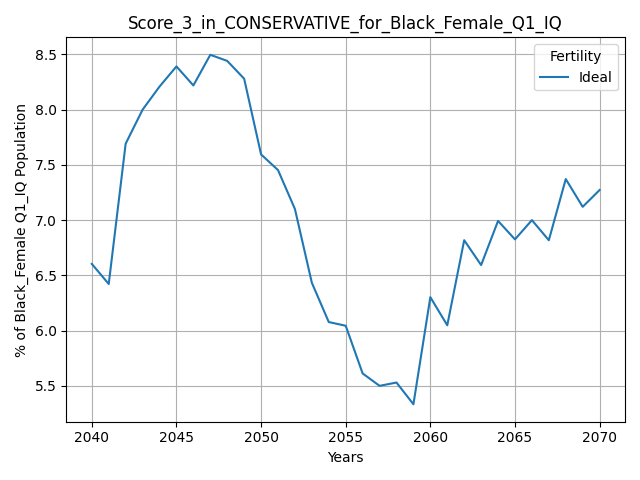 Score_3_in_CONSERVATIVE_for_Black_Female_Q1_IQ
% of Black_Female Q1_IQ Population
8.5
8.0
7.5
7.0
6.5
6.0
5.5
Fertility
Ideal
2040 2045 2050 2055 2060 2065 2070
Years